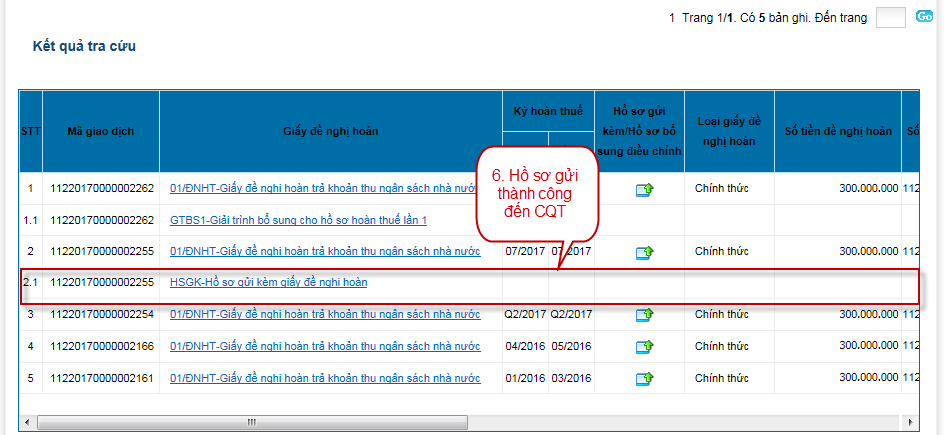 1 Trang 1/1. Có 5 bản ghi. Đến trang Go
Kết quả tra cứu
STT Mã giao dịch Giấy đề nghị hoàn Kỳ hoàn thuế Hồ sơ gửi kèm/Hồ sơ bổ sung điều chỉnh Loại giấy đề nghị hoàn Số tiền đề nghị hoàn Số
6. Hồ sơ gửi
thành công
đến CQT
1 11220170000002262 01/ĐNHT-Giấy đề nghị hoàn trả khoản thu ngân sách nhà nước Chính thức 300.000.000 112
1.1 11220170000002262 GTBS1-Giải trình bổ sung cho hồ sơ hoàn thuế lần 1
2 11220170000002255 01/ĐNHT-Giấy đề nghị hoàn trả khoản thu ngân sách nhà nước 07/2017 07/2017 Chính thức 300.000.000 112
2.1 11220170000002255 HSGK-Hồ sơ gửi kèm giấy đề nghị hoàn
3 11220170000002254 01/ĐNHT-Giấy đề nghị hoàn trả khoản thu ngân sách nhà nước Q2/2017 Q2/2017 Chính thức 300.000.000 112
4 11220170000002166 01/ĐNHT-Giấy đề nghị hoàn trả khoản thu ngân sách nhà nước 04/2016 05/2016 Chính thức 300.000.000 112
5 11220170000002161 01/ĐNHT-Giấy đề nghị hoàn trả khoản thu ngân sách nhà nước 01/2016 03/2016 Chính thức 300.000.000 112